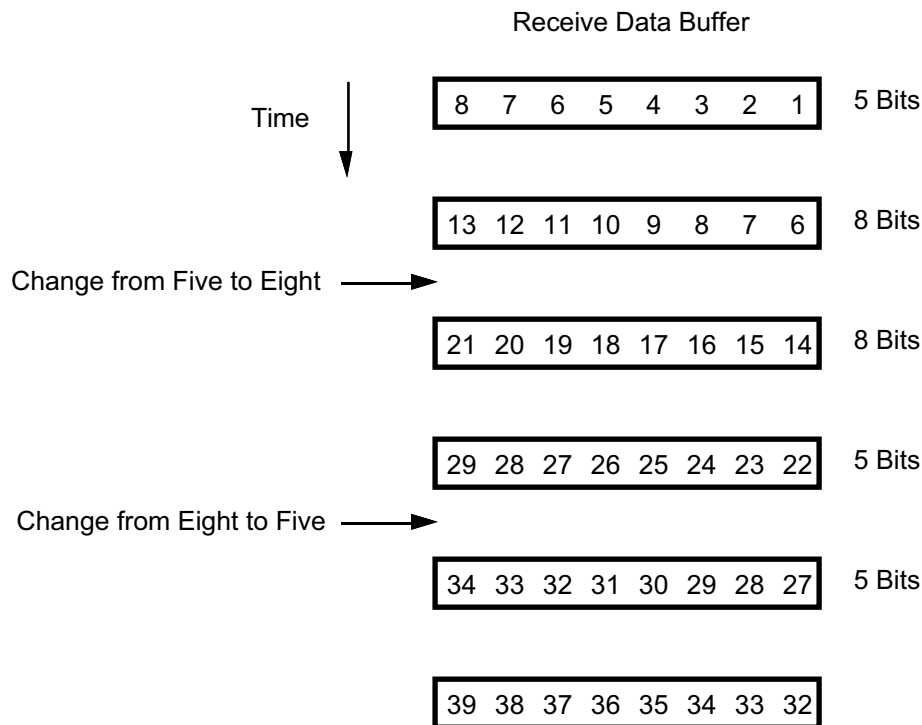 Receive Data Buffer
8 7 6 5 4 3 2 1 5 Bits
Time
13 12 11 10 9 8 7 6 8 Bits
Change from Five to Eight
21 20 19 18 17 16 15 14 8 Bits
29 28 27 26 25 24 23 22 5 Bits
Change from Eight to Five
34 33 32 31 30 29 28 27 5 Bits
39 38 37 36 35 34 33 32